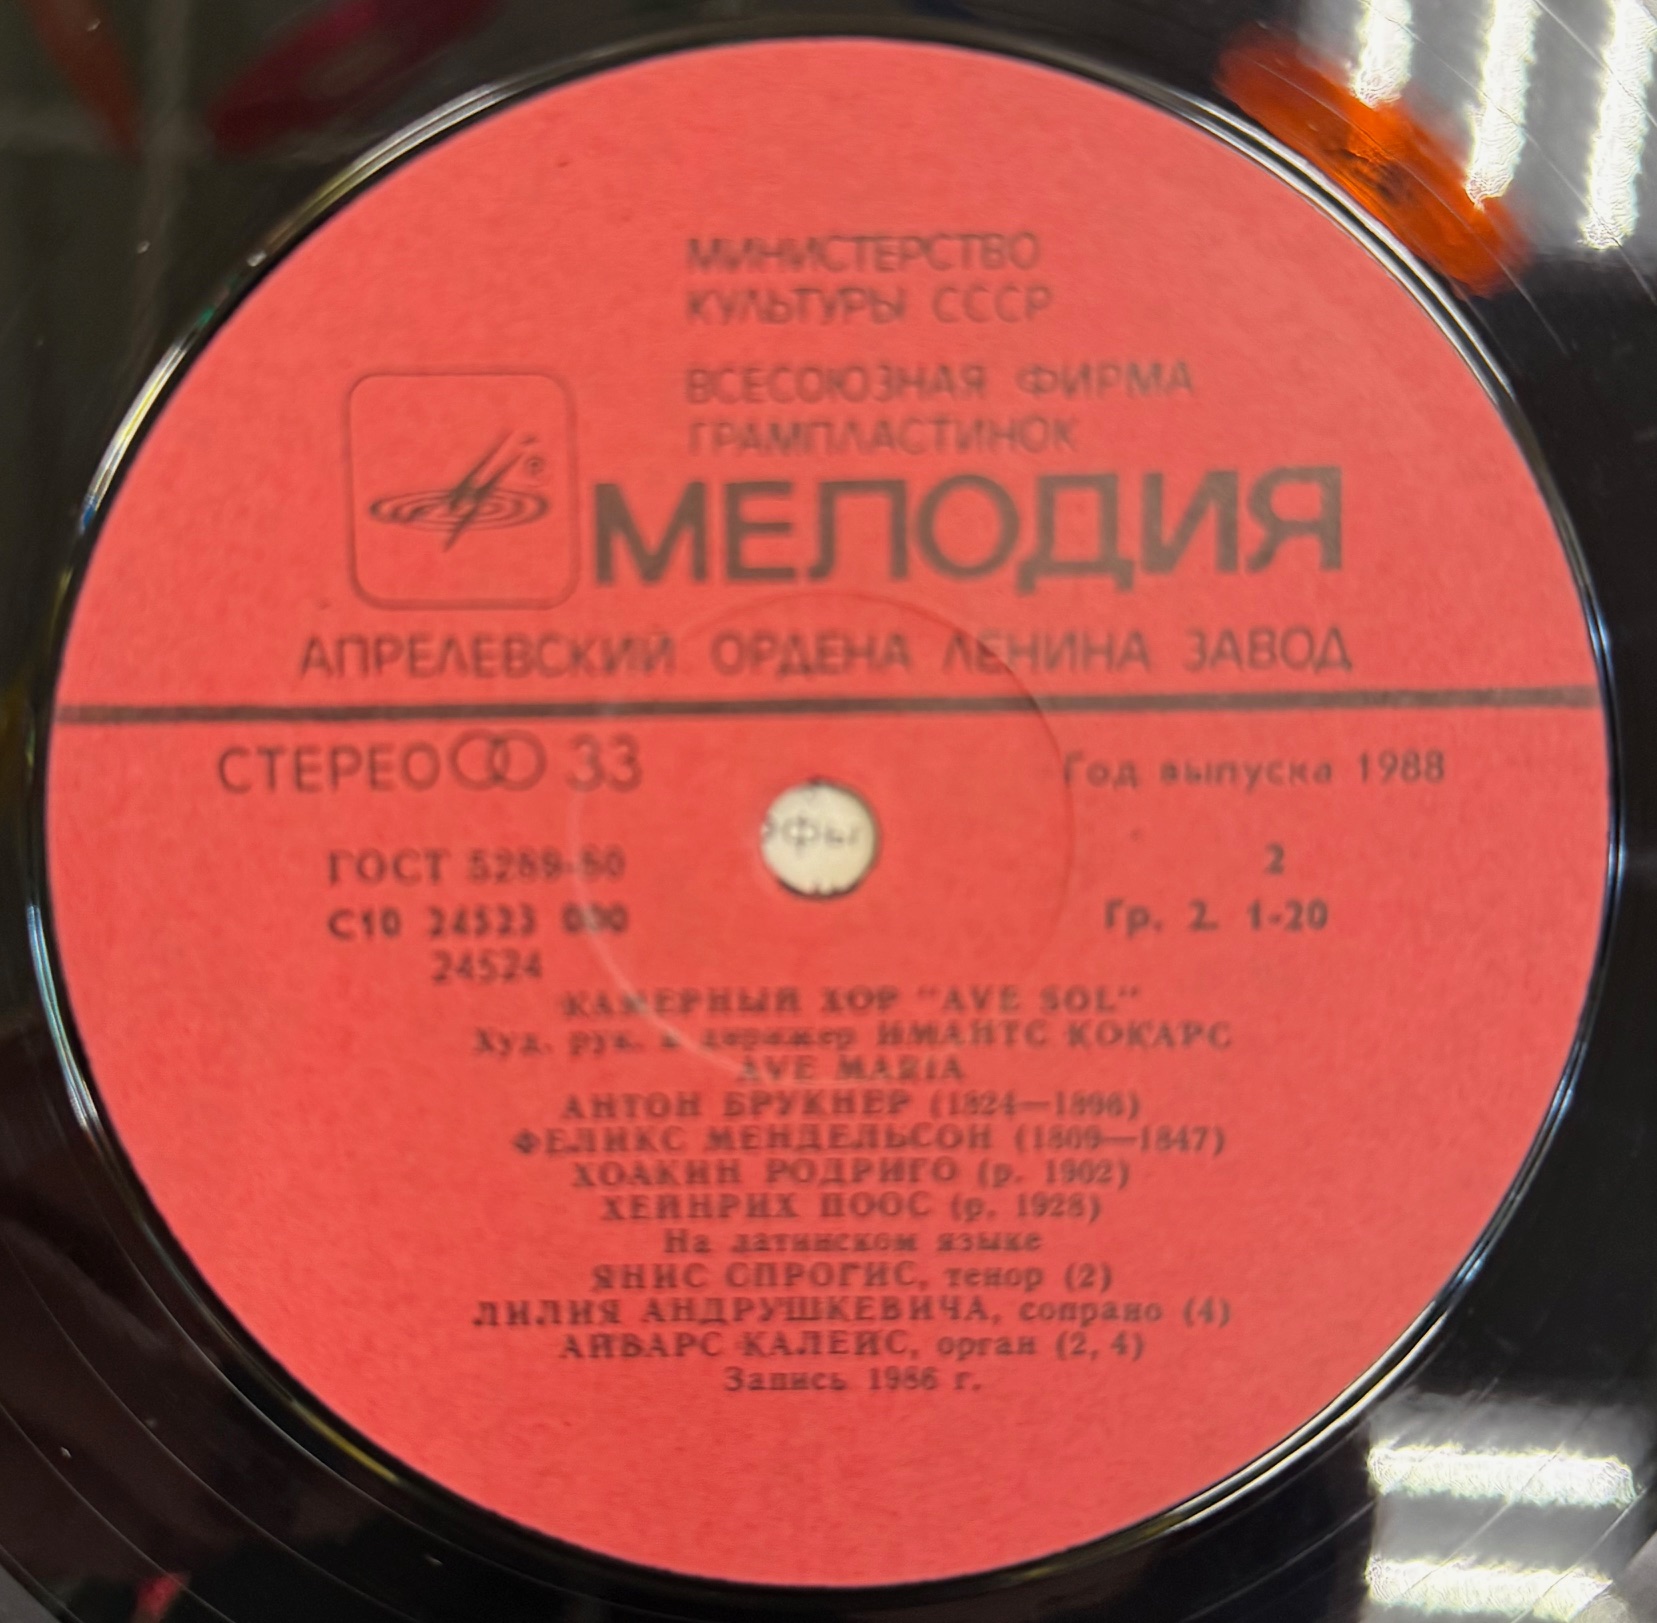 МИНИСТЕРСТВО
КУЛЬТУРЫ СССР
ВСЕСОЮЗНАЯ ФИРМА
ГРАМПЛАСТИНОК
МЕЛОДИЯ
АПРЕЛЕВСКИЙ ОРДЕНА ЛЕНИНА ЗАВОД
СТЕРЕО 33
Год выпуска 1988
ГОСТ 5289-80
2
С10 24523 000
Гр. 2. 1-20
24524
КАМЕРНЫЙ ХОР "AVE SOL"
Худ. рук. и дирижер ИМАНТС КОКАРС
AVE MARIA
АНТОН БРУКНЕР (1824—1896)
ФЕЛИКС МЕНДЕЛЬСОН (1809—1847)
ХОАКИН РОДРИГО (р. 1902)
ХЕЙНРИХ ПООС (р. 1928)
На латинском языке
ЯНИС СПРОГИС, тенор (2)
ЛИЛИЯ АНДРУШКЕВИЧА, сопрано (4)
АЙВАРС КАЛЕЙС, орган (2, 4)
Запись 1986 г.